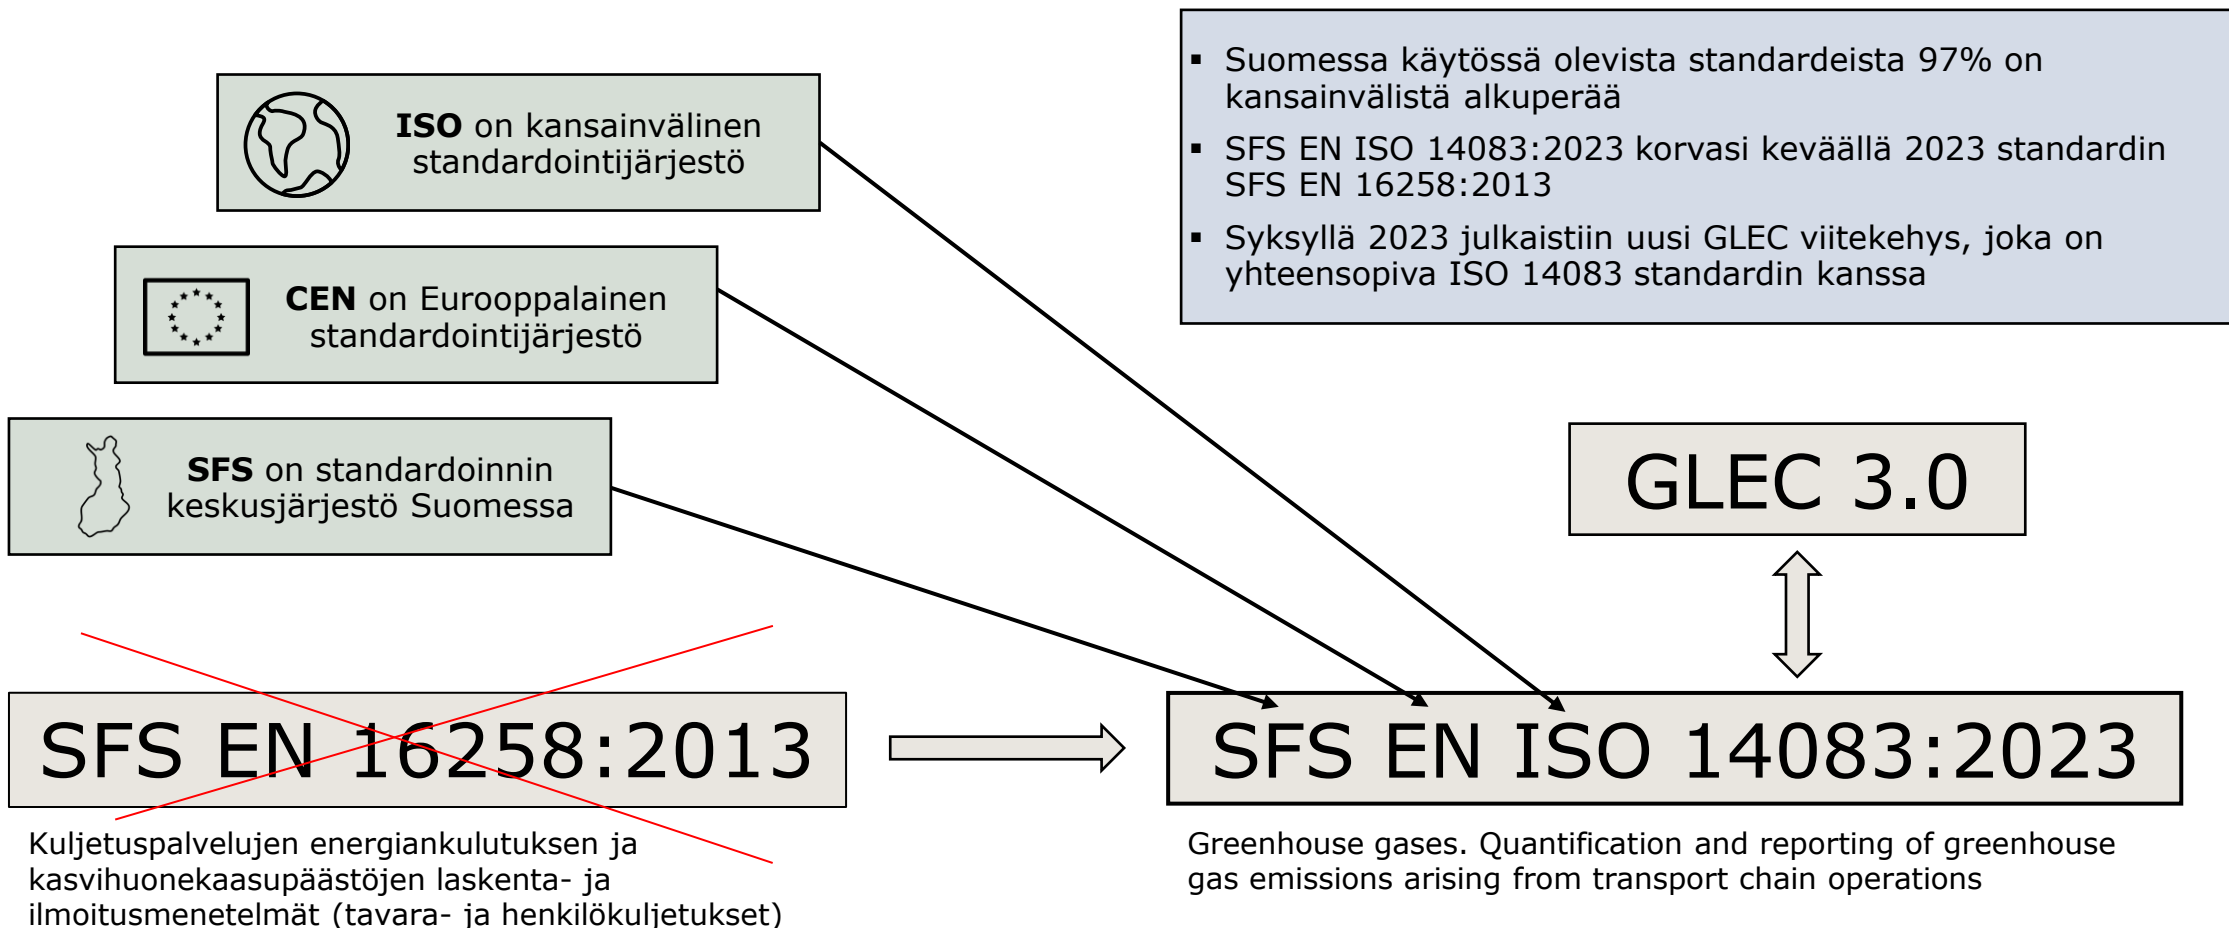 ISO on kansainvälinen
standardointijärjestö
CEN on Eurooppalainen
standardointijärjestö
SFS on standardoinnin
keskusjärjestö Suomessa
▪ Suomessa käytössä olevista standardeista 97% on
kansainvälistä alkuperää
▪ SFS EN ISO 14083:2023 korvasi keväällä 2023 standardin
SFS EN 16258:2013
▪ Syksyllä 2023 julkaistiin uusi GLEC viitekehys, joka on
yhteensopiva ISO 14083 standardin kanssa
GLEC 3.0
SFS EN 16258:2013
Kuljetuspalvelujen energiankulutuksen ja
kasvihuonekaasupäästöjen laskenta- ja
ilmoitusmenetelmät (tavara- ja henkilökuljetukset)
SFS EN ISO 14083:2023
Greenhouse gases. Quantification and reporting of greenhouse
gas emissions arising from transport chain operations